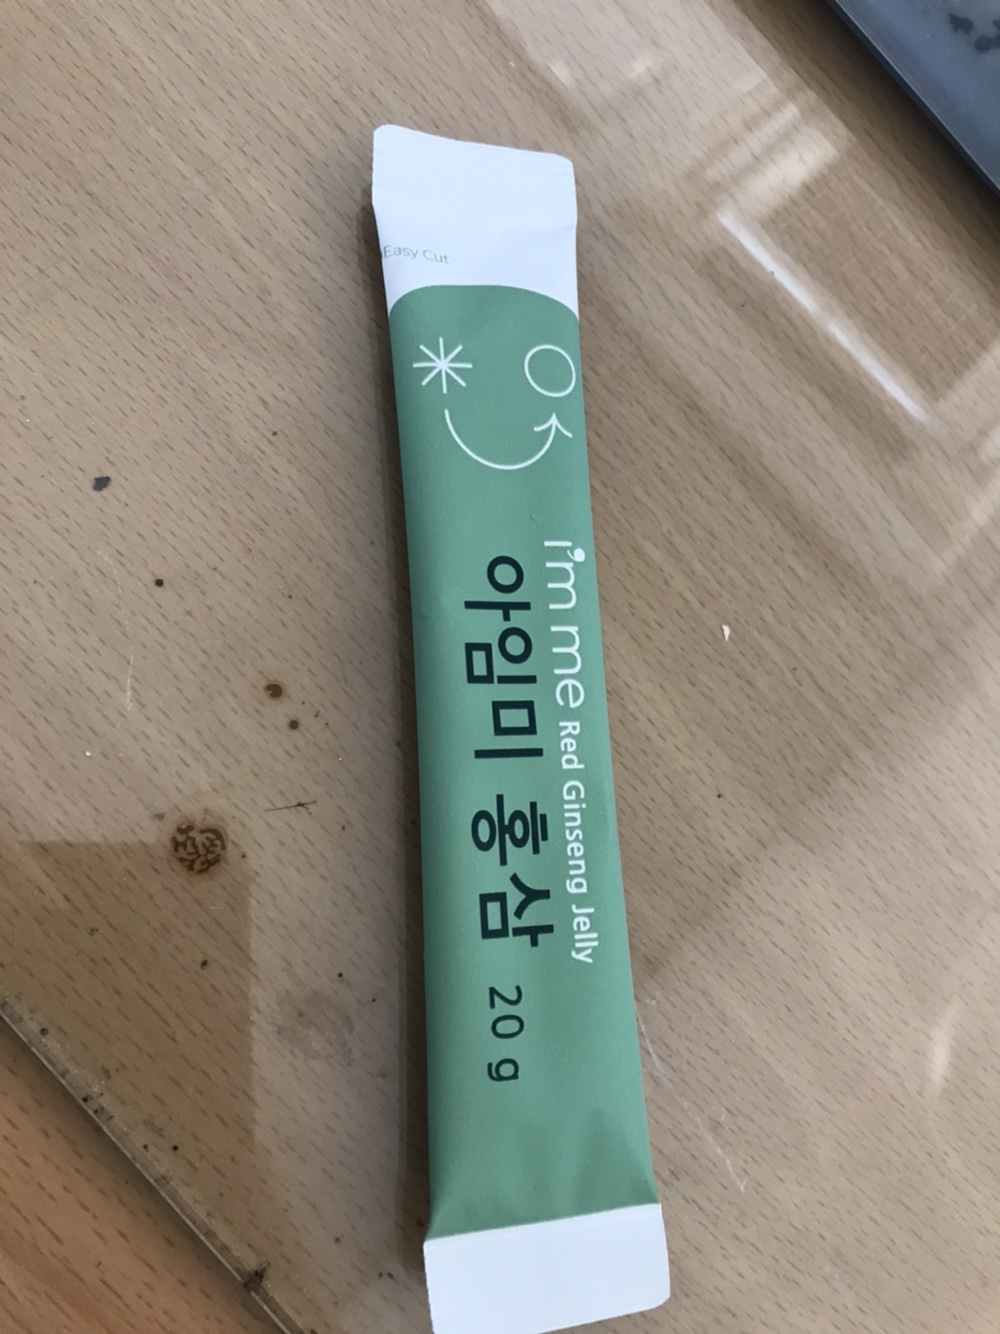 Easy Cut
I'm me Red Ginseng Jelly
아임미 홍삼 20 g